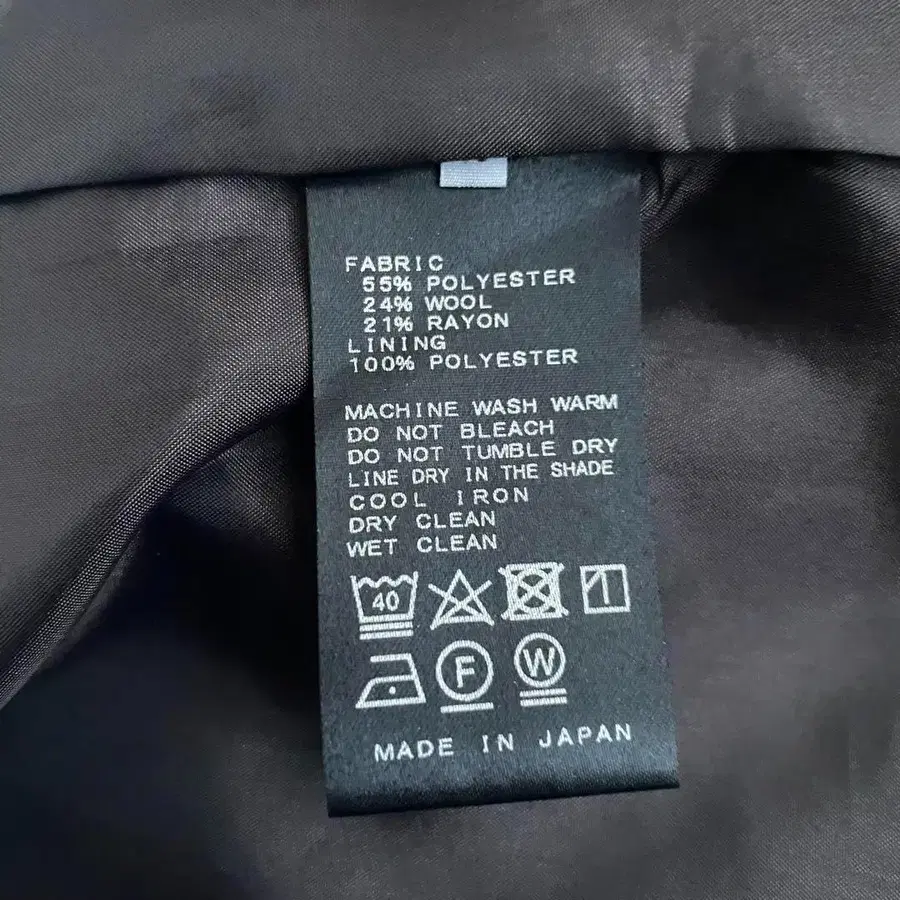 FABRIC
55% POLYESTER
24% WOOL
21% RAYON
LINING
100% POLYESTER
MACHINE WASH WARM
DO NOT BLEACH
DO NOT TUMBLE DRY
LINE DRY IN THE SHADE
COOL IRON
DRY CLEAN
WET CLEAN
40
F W
MADE IN JAPAN